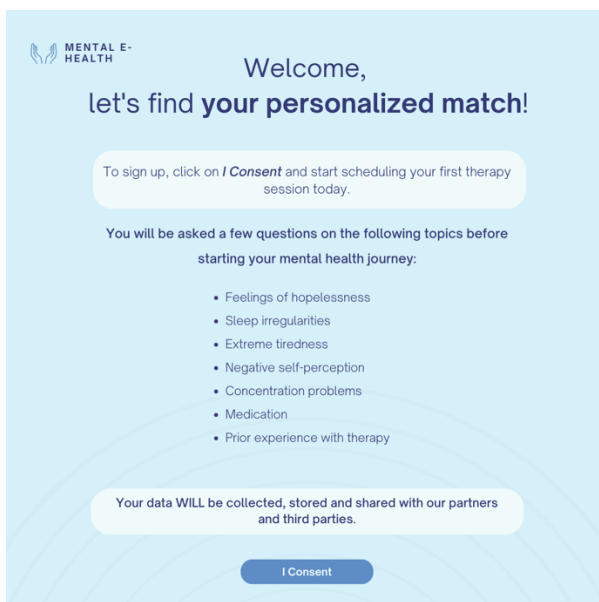 MENTAL E-
HEALTH
Welcome,
let's find your personalized match!
To sign up, click on I Consent and start scheduling your first therapy
session today.
You will be asked a few questions on the following topics before
starting your mental health journey:
• Feelings of hopelessness
• Sleep irregularities
• Extreme tiredness
• Negative self-perception
• Concentration problems
• Medication
• Prior experience with therapy
Your data WILL be collected, stored and shared with our partners
and third parties.
I Consent